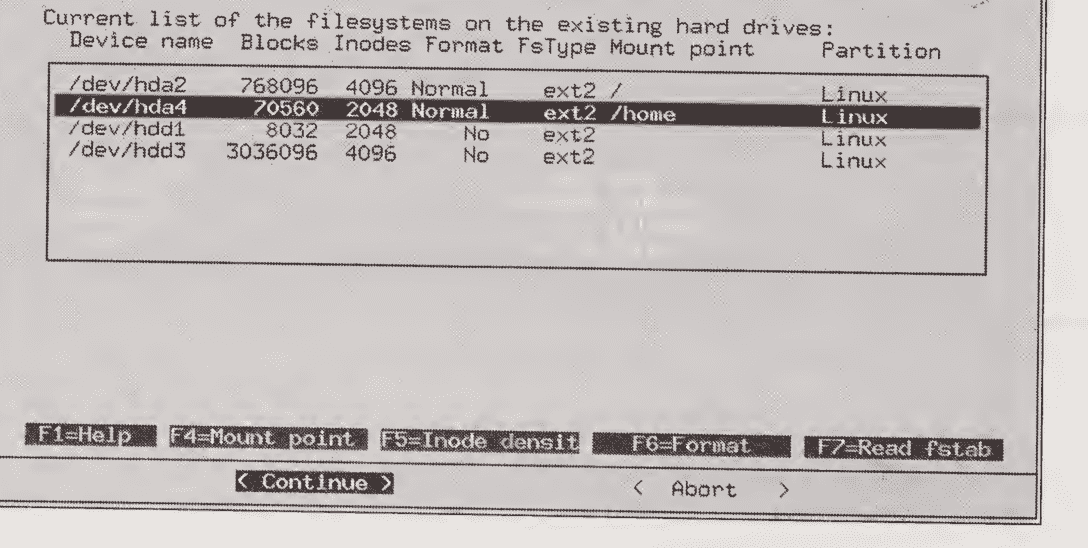 Current list of the filesystems on the existing hard drives:
Device name Blocks Inodes Format FsType Mount point Partition
/dev/hda2 768096 4096 Normal ext2 / Linux
/dev/hda4 70560 2048 Normal ext2 /home Linux
/dev/hdd1 8032 2048 No ext2 Linux
/dev/hdd3 3036096 4096 No ext2 Linux
F1=Help F4=Mount point F5=Inode densit F6=Format F7=Read fstab
< Continue > < Abort >